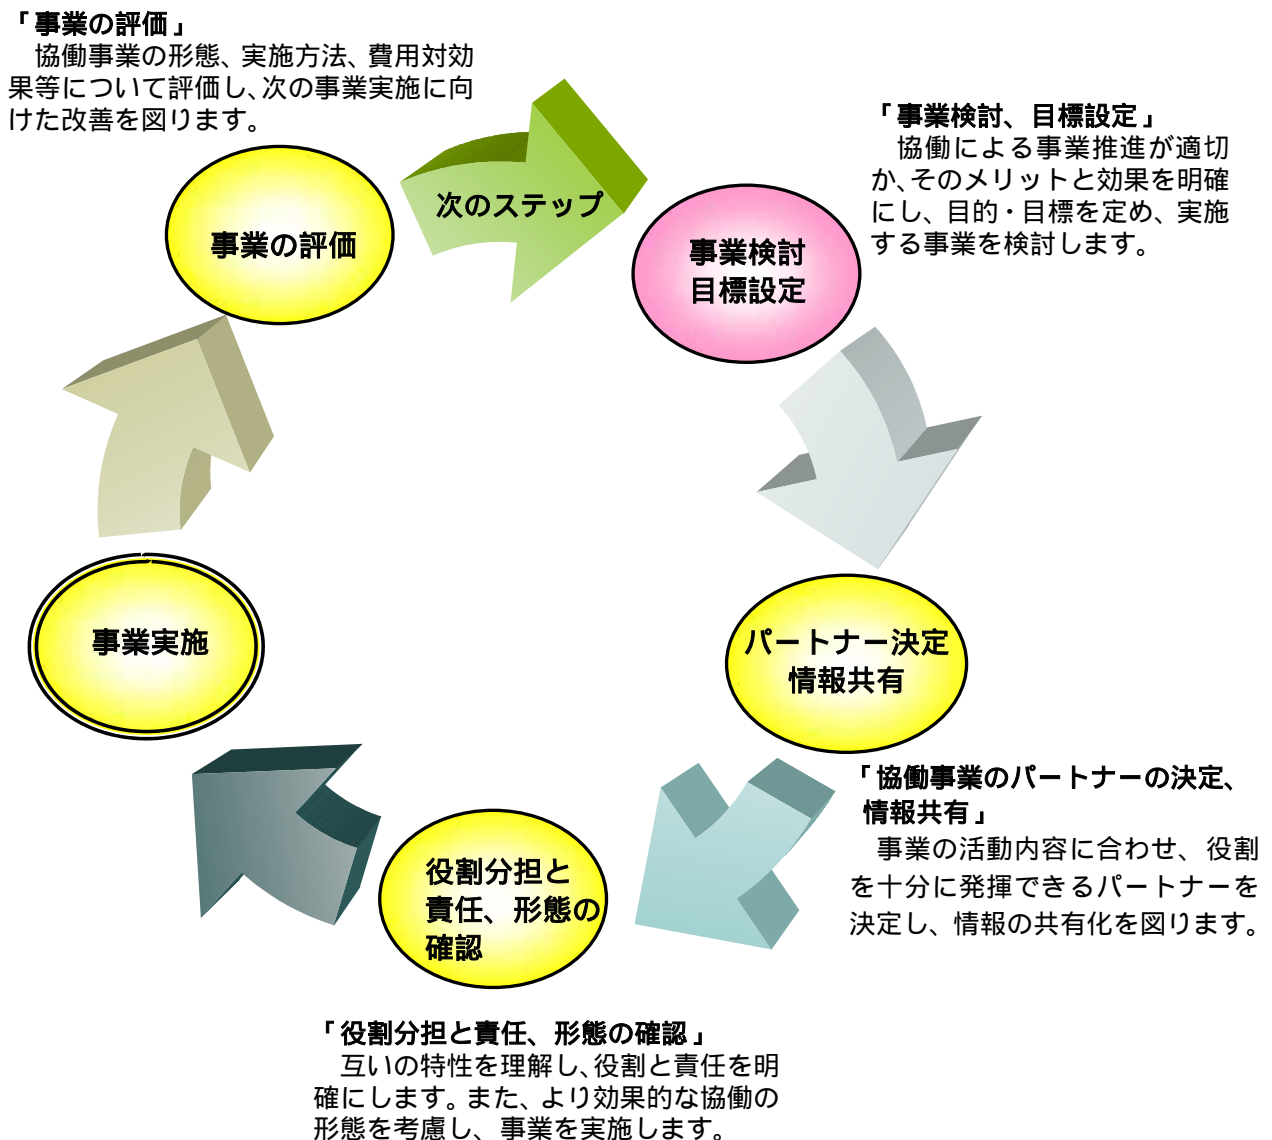 「事業の評価」
　協働事業の形態、実施方法、費用対効
果等について評価し、次の事業実施に向
けた改善を図ります。
「事業検討、目標設定」
　協働による事業推進が適切
か、そのメリットと効果を明確
にし、目的・目標を定め、実施
する事業を検討します。
次のステップ
事業の評価
事業検討
目標設定
事業実施
パートナー決定
情報共有
「協働事業のパートナーの決定、
情報共有」
　事業の活動内容に合わせ、役割
を十分に発揮できるパートナーを
決定し、情報の共有化を図ります。
役割分担と
責任、形態の
確認
「役割分担と責任、形態の確認」
　互いの特性を理解し、役割と責任を明
確にします。また、より効果的な協働の
形態を考慮し、事業を実施します。